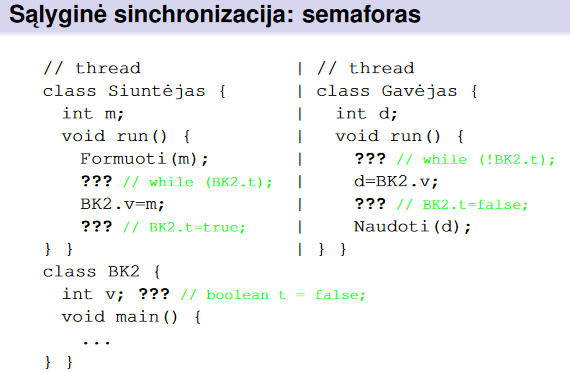 Sąlyginė sinchronizacija: semaforas
// thread | // thread
class Siuntėjas { | class Gavėjas {
int m; | int d;
void run() { | void run() {
Formuoti(m); | ??? // while (!BK2.t);
??? // while (BK2.t); | d=BK2.v;
BK2.v=m; | ??? // BK2.t=false;
??? // BK2.t=true; | Naudoti(d);
} } | } }
class BK2 {
int v; ??? // boolean t = false;
void main() {
...
} }